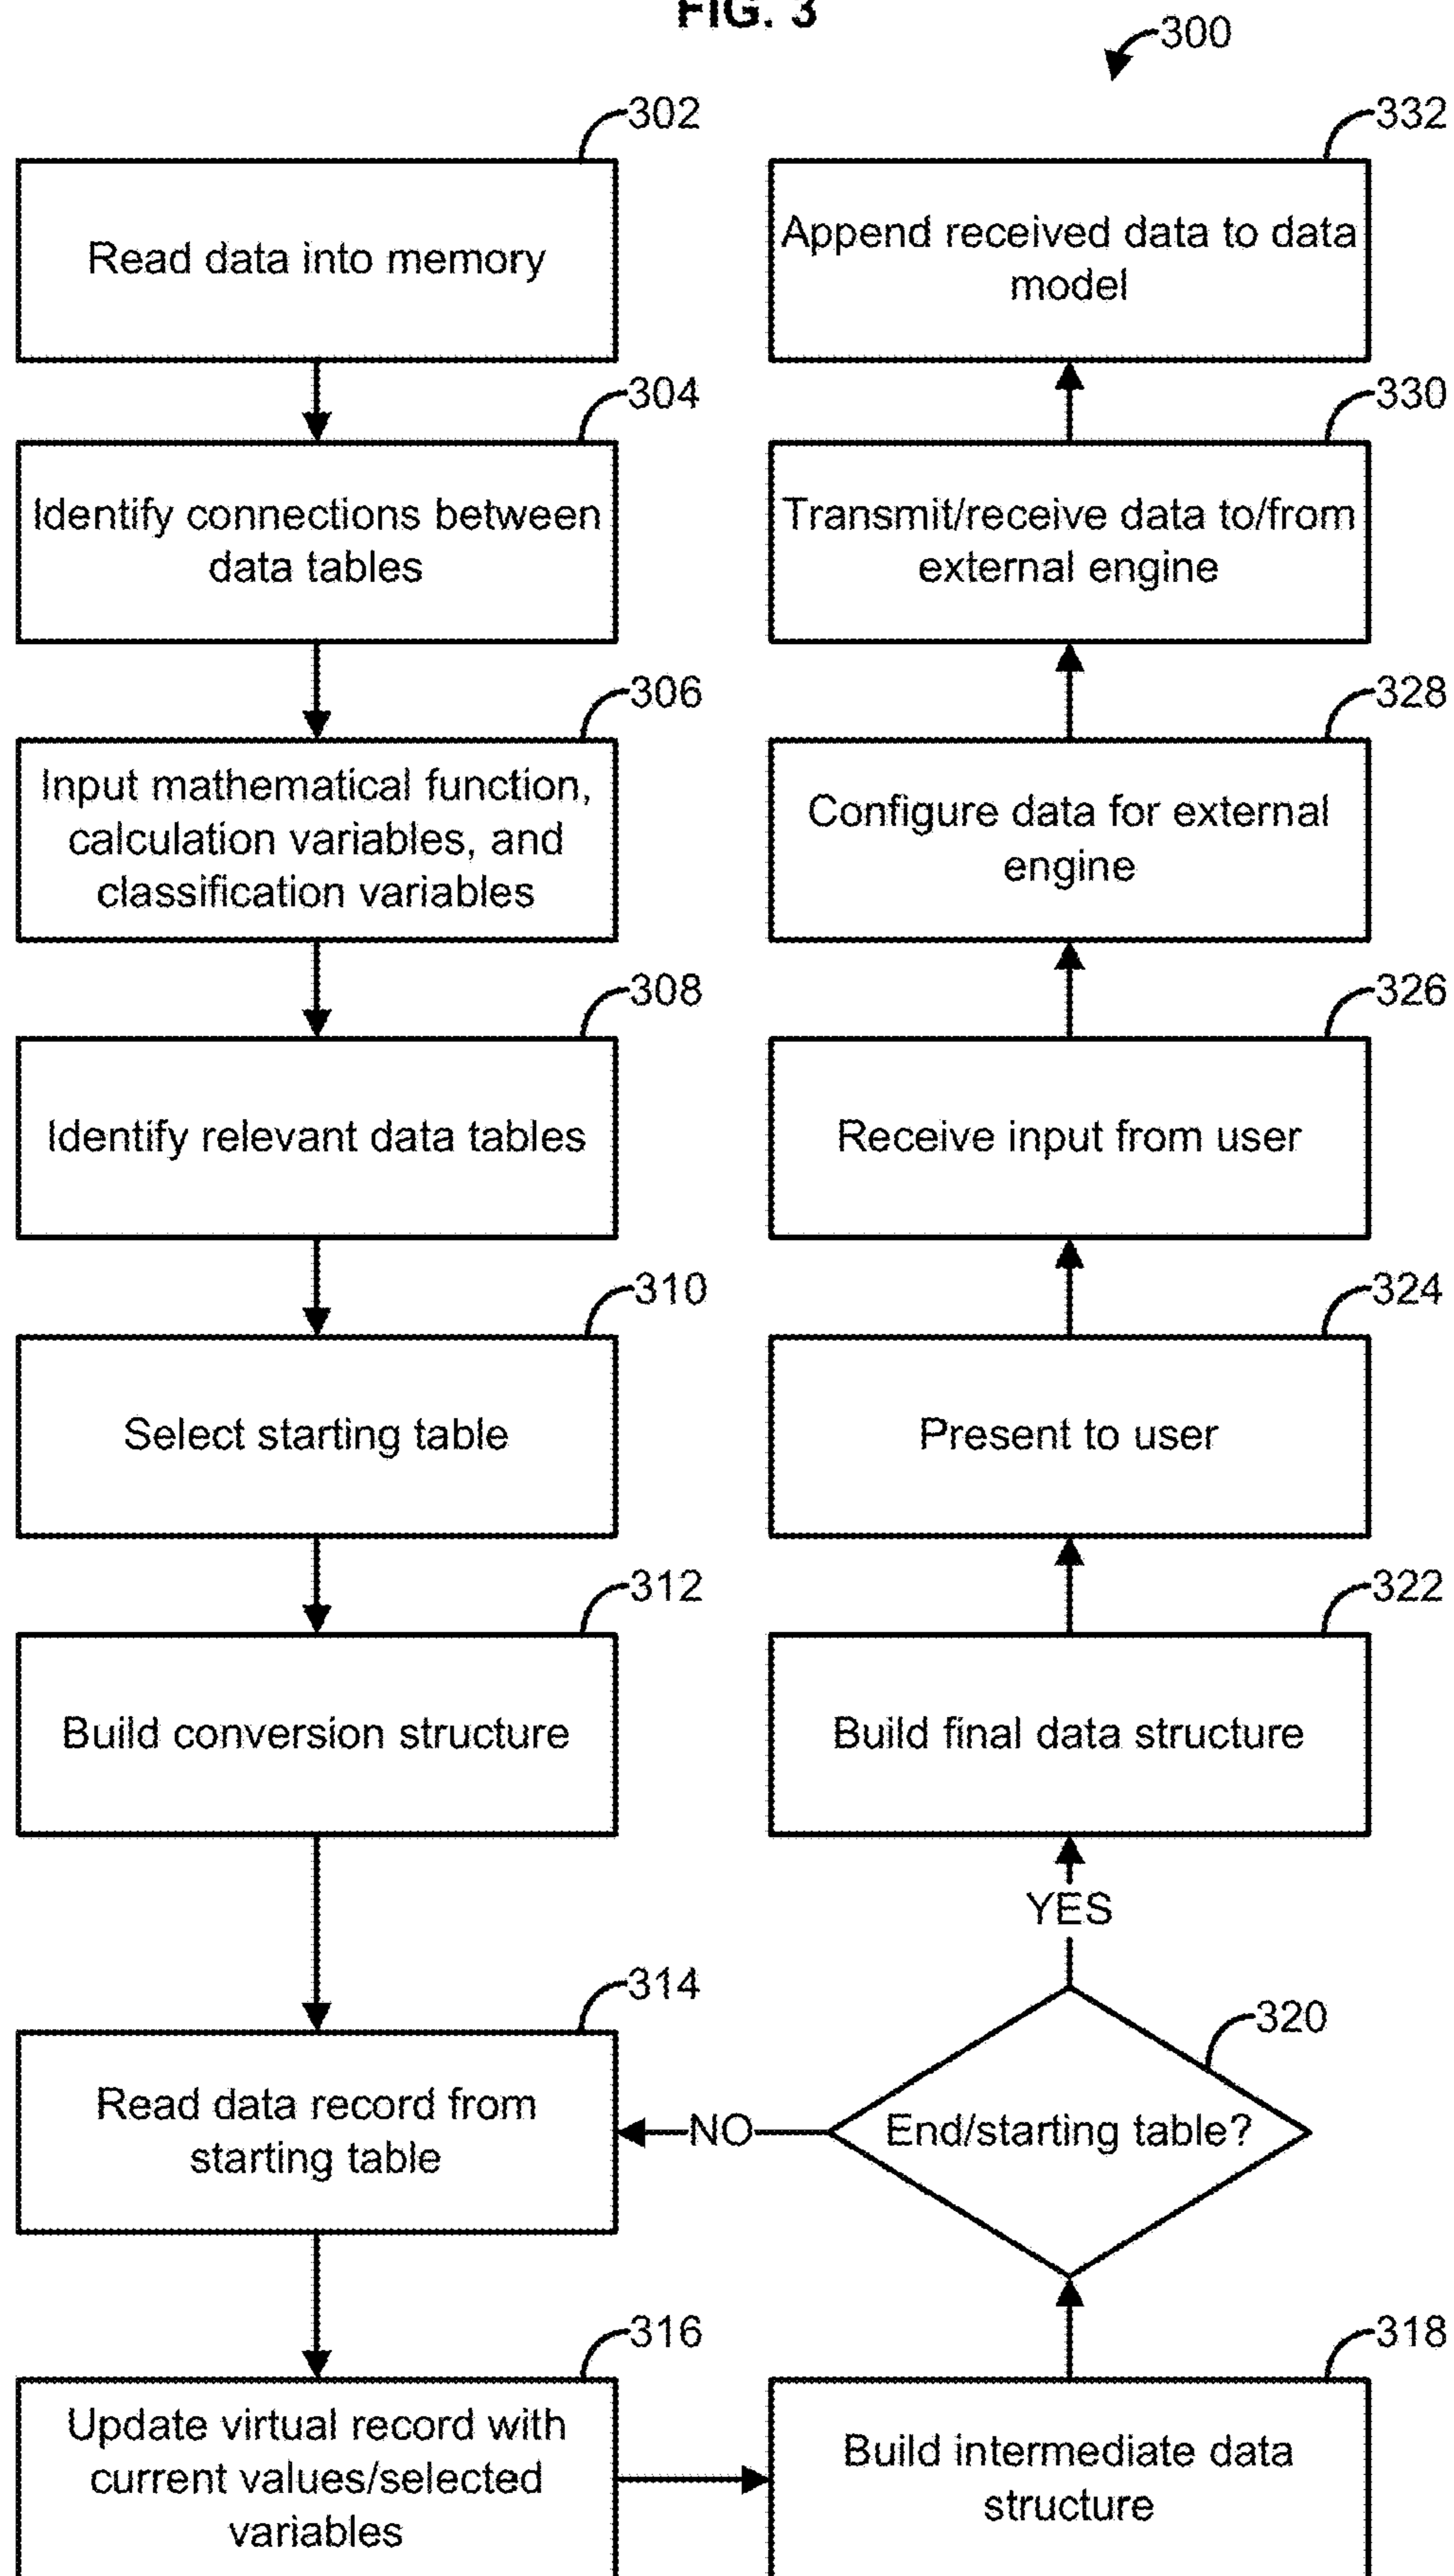 FIG. 3
300
302
Read data into memory
304
Identify connections between
data tables
306
Input mathematical function,
calculation variables, and
classification variables
308
Identify relevant data tables
310
Select starting table
312
Build conversion structure
314
Read data record from
starting table
316
Update virtual record with
current values/selected
variables
318
Build intermediate data
structure
320
End/starting table?
NO
YES
322
Build final data structure
324
Present to user
326
Receive input from user
328
Configure data for external
engine
330
Transmit/receive data to/from
external engine
332
Append received data to data
model